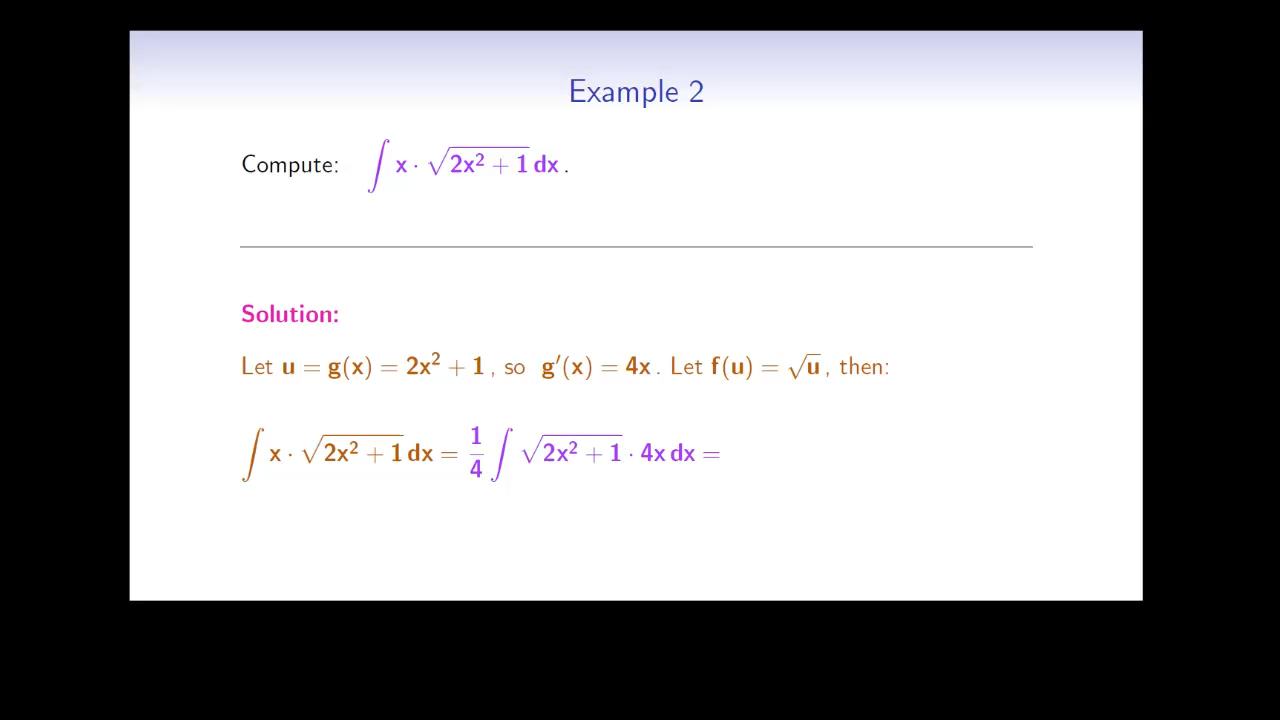 Example 2
Compute: ∫ x · √(2x² + 1) dx .
Solution:
Let u = g(x) = 2x² + 1 , so g′(x) = 4x . Let f(u) = √u , then:
∫ x · √(2x² + 1) dx = 1/4 ∫ √(2x² + 1) · 4x dx =